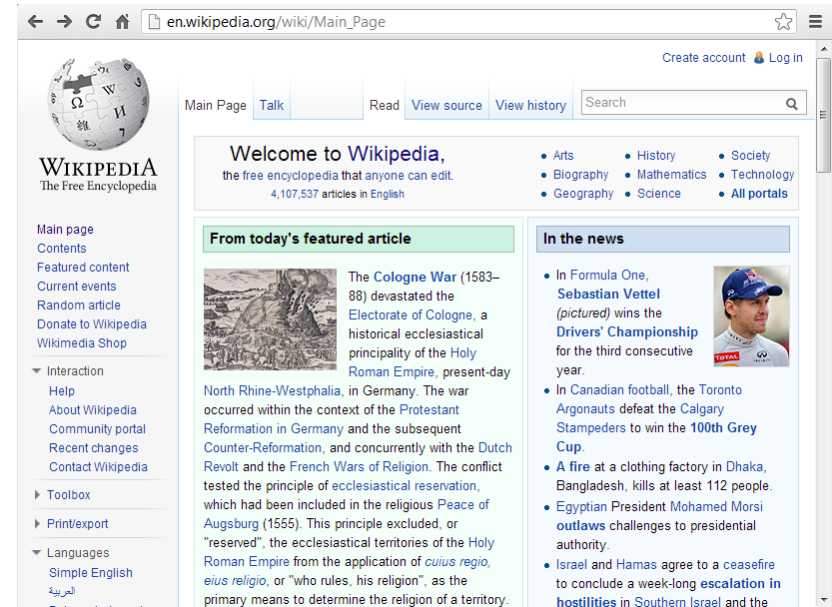 en.wikipedia.org/wiki/Main_Page
Create account Log in
Main Page Talk Read View source View history Search
WIKIPEDIA
The Free Encyclopedia
Main page
Contents
Featured content
Current events
Random article
Donate to Wikipedia
Wikimedia Shop
Interaction
Help
About Wikipedia
Community portal
Recent changes
Contact Wikipedia
Toolbox
Print/export
Languages
Simple English
العربية
Welcome to Wikipedia,
the free encyclopedia that anyone can edit.
4,107,537 articles in English
Arts
Biography
Geography
History
Mathematics
Science
Society
Technology
All portals
From today's featured article
The Cologne War (1583–
88) devastated the
Electorate of Cologne, a
historical ecclesiastical
principality of the Holy
Roman Empire, present-day
North Rhine-Westphalia, in Germany. The war
occurred within the context of the Protestant
Reformation in Germany and the subsequent
Counter-Reformation, and concurrently with the Dutch
Revolt and the French Wars of Religion. The conflict
tested the principle of ecclesiastical reservation,
which had been included in the religious Peace of
Augsburg (1555). This principle excluded, or
"reserved", the ecclesiastical territories of the Holy
Roman Empire from the application of cuius regio,
eius religio, or "who rules, his religion", as the
primary means to determine the religion of a territory.
In the news
In Formula One,
Sebastian Vettel
(pictured) wins the
Drivers' Championship
for the third consecutive
year.
In Canadian football, the Toronto
Argonauts defeat the Calgary
Stampeders to win the 100th Grey
Cup.
A fire at a clothing factory in Dhaka,
Bangladesh, kills at least 112 people.
Egyptian President Mohamed Morsi
outlaws challenges to presidential
authority.
Israel and Hamas agree to a ceasefire
to conclude a week-long escalation in
hostilities in Southern Israel and the